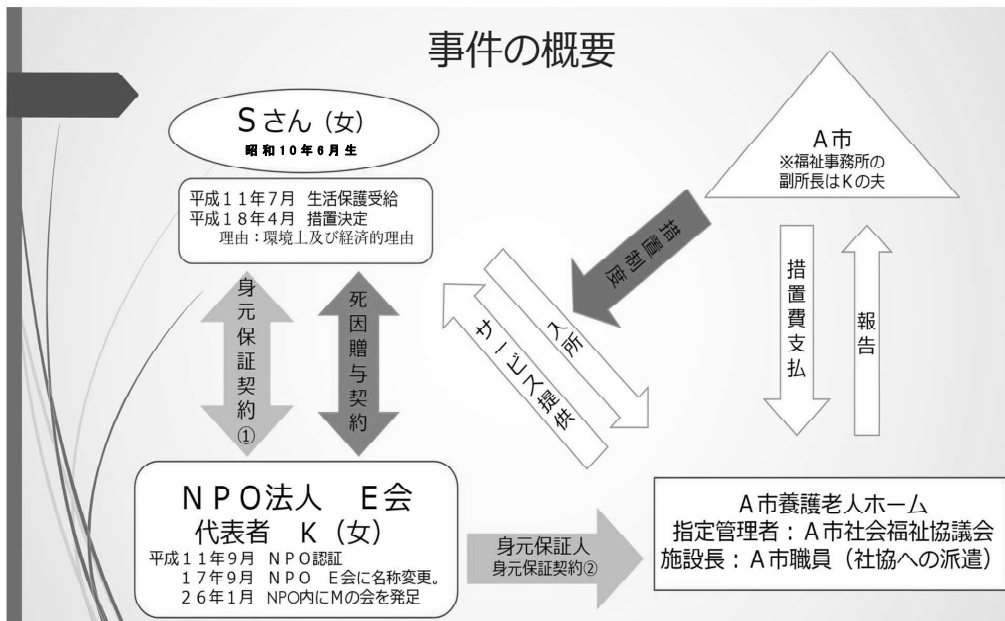 事件の概要
Sさん（女）
昭和10年6月生
平成11年7月 生活保護受給
平成18年4月 措置決定
理由：環境上及び経済的理由
A市
※福祉事務所の
副所長はKの夫
措置制度
入所
サービス提供
措置費支払
報告
身元保証契約①
死因贈与契約
NPO法人 E会
代表者 K（女）
平成11年9月 NPO認証
17年9月 NPO E会に名称変更。
26年1月 NPO内にMの会を発足
身元保証人
身元保証契約②
A市養護老人ホーム
指定管理者：A市社会福祉協議会
施設長：A市職員（社協への派遣）